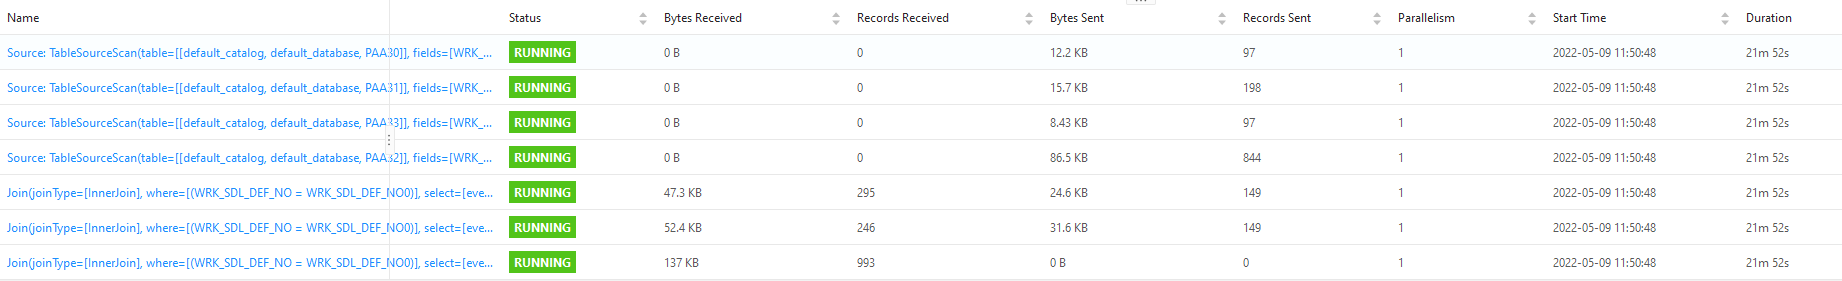 Name Status Bytes Received Records Received Bytes Sent Records Sent Parallelism Start Time Duration
Source: TableSourceScan(table=[[default_catalog, default_database, PAA30]], fields=[WRK_... RUNNING 0 B 0 12.2 KB 97 1 2022-05-09 11:50:48 21m 52s
Source: TableSourceScan(table=[[default_catalog, default_database, PAA31]], fields=[WRK_... RUNNING 0 B 0 15.7 KB 198 1 2022-05-09 11:50:48 21m 52s
Source: TableSourceScan(table=[[default_catalog, default_database, PAA33]], fields=[WRK_... RUNNING 0 B 0 8.43 KB 97 1 2022-05-09 11:50:48 21m 52s
Source: TableSourceScan(table=[[default_catalog, default_database, PAA32]], fields=[WRK_... RUNNING 0 B 0 86.5 KB 844 1 2022-05-09 11:50:48 21m 52s
Join(joinType=[InnerJoin], where=[(WRK_SDL_DEF_NO = WRK_SDL_DEF_NO0)], select=[eve... RUNNING 47.3 KB 295 24.6 KB 149 1 2022-05-09 11:50:48 21m 52s
Join(joinType=[InnerJoin], where=[(WRK_SDL_DEF_NO = WRK_SDL_DEF_NO0)], select=[eve... RUNNING 52.4 KB 246 31.6 KB 149 1 2022-05-09 11:50:48 21m 52s
Join(joinType=[InnerJoin], where=[(WRK_SDL_DEF_NO = WRK_SDL_DEF_NO0)], select=[eve... RUNNING 137 KB 993 0 B 0 1 2022-05-09 11:50:48 21m 52s